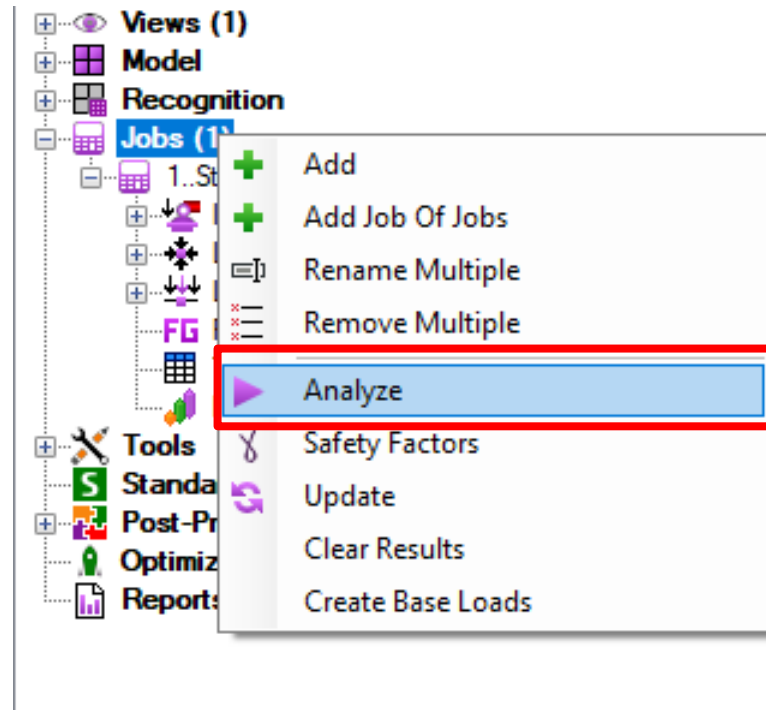 Views (1)
Model
Recognition
Jobs (1)
1..St
FG
Tools
Standa
Post-Pr
Optimiz
Reports
Add
Add Job Of Jobs
Rename Multiple
Remove Multiple
Analyze
Safety Factors
Update
Clear Results
Create Base Loads